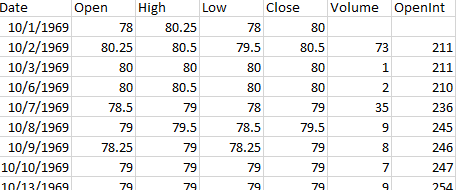 Date Open High Low Close Volume OpenInt
10/1/1969 78 80.25 78 80
10/2/1969 80.25 80.5 79.5 80.5 73 211
10/3/1969 80 80 80 80 1 211
10/6/1969 80 80.5 80 80 2 210
10/7/1969 78.5 79 78 79 35 236
10/8/1969 79 79.5 78.5 79.5 9 245
10/9/1969 78.25 79 78.25 79 8 246
10/10/1969 79 79 79 79 7 247
10/13/1969 79 79 79 79 9 254